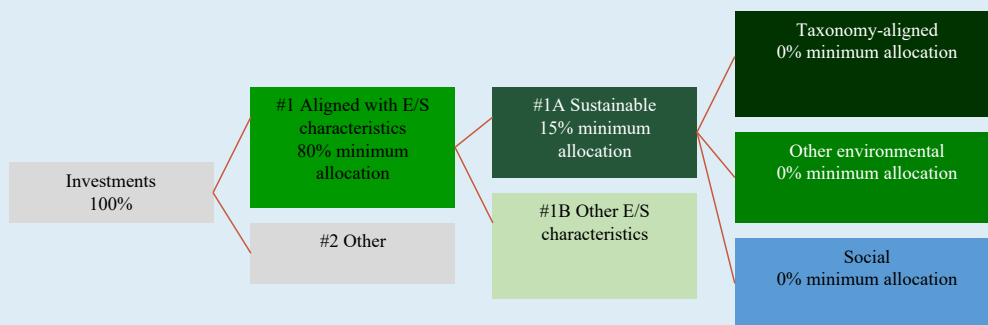 Investments
100%
#1 Aligned with E/S
characteristics
80% minimum
allocation
#2 Other
#1A Sustainable
15% minimum
allocation
#1B Other E/S
characteristics
Taxonomy-aligned
0% minimum allocation
Other environmental
0% minimum allocation
Social
0% minimum allocation